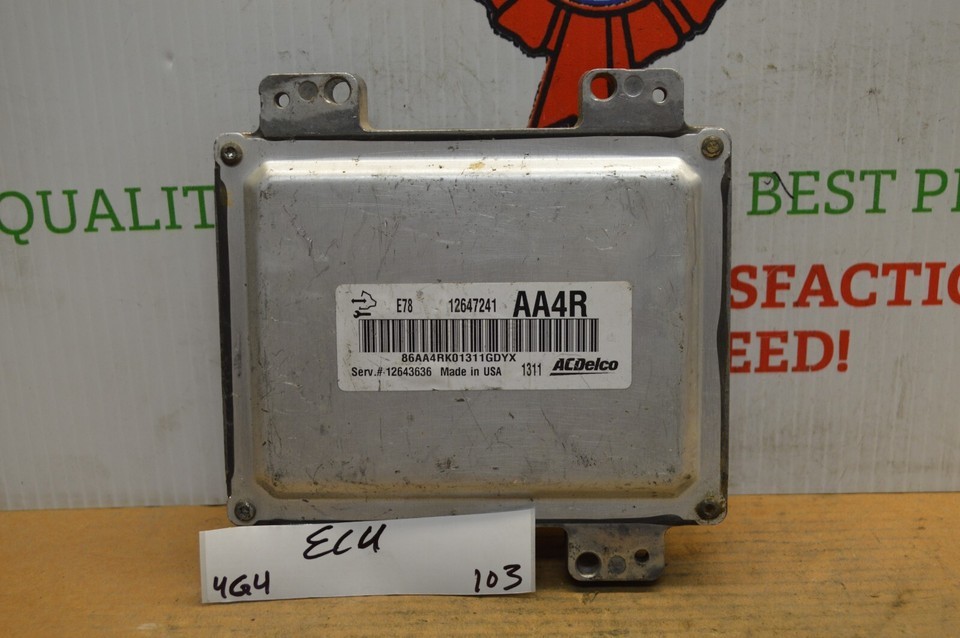 QUALIT
BEST P
SFACTIO
EED!
E78 12647241 AA4R
86AA4RK01311GDYX
Serv.# 12643636 Made in USA 1311 ACDelco
ECU
4G4 103